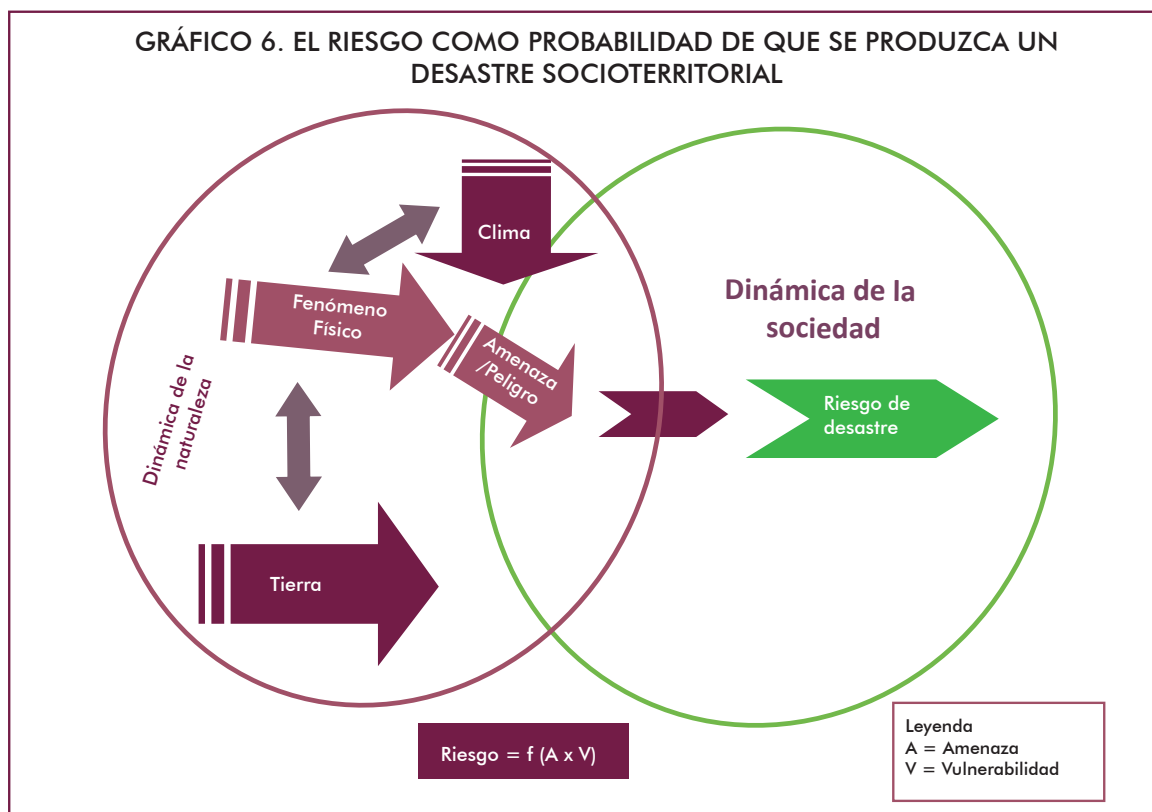 GRÁFICO 6. EL RIESGO COMO PROBABILIDAD DE QUE SE PRODUZCA UN
DESASTRE SOCIOTERRITORIAL
Clima
Fenómeno
Físico
Amenaza
/Peligro
Dinámica de la
naturaleza
Tierra
Dinámica de la
sociedad
Riesgo de
desastre
Riesgo = f (A x V)
Leyenda
A = Amenaza
V = Vulnerabilidad